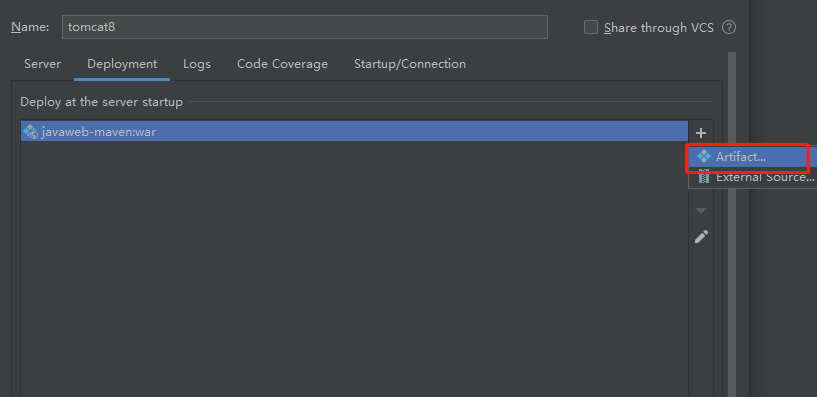 Name: tomcat8 Share through VCS ?
Server Deployment Logs Code Coverage Startup/Connection
Deploy at the server startup
javaweb-maven:war
Artifact...
External Source...